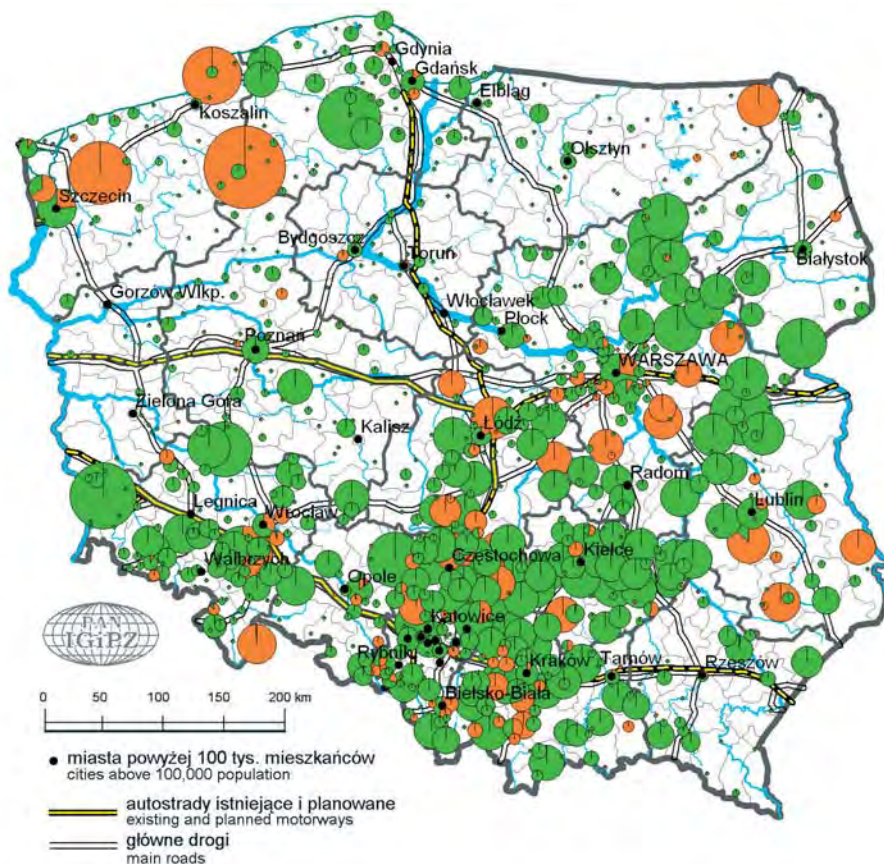 Gdynia
Gdańsk
Elbląg
Koszalin
Olsztyn
Szczecin
Bydgoszcz
Toruń
Białystok
Gorzów Wlkp.
Włocławek
Płock
Poznań
WARSZAWA
Zielona Góra
Kalisz
Łódź
Radom
Legnica
Wrocław
Lublin
Wałbrzych
Częstochowa
Kielce
Opole
PAN
IGiPZ
Katowice
Rybnik
Kraków
Tarnów
Rzeszów
Bielsko-Biała
0 50 100 150 200 km
miasta powyżej 100 tys. mieszkańców
cities above 100,000 population
autostrady istniejące i planowane
existing and planned motorways
główne drogi
main roads